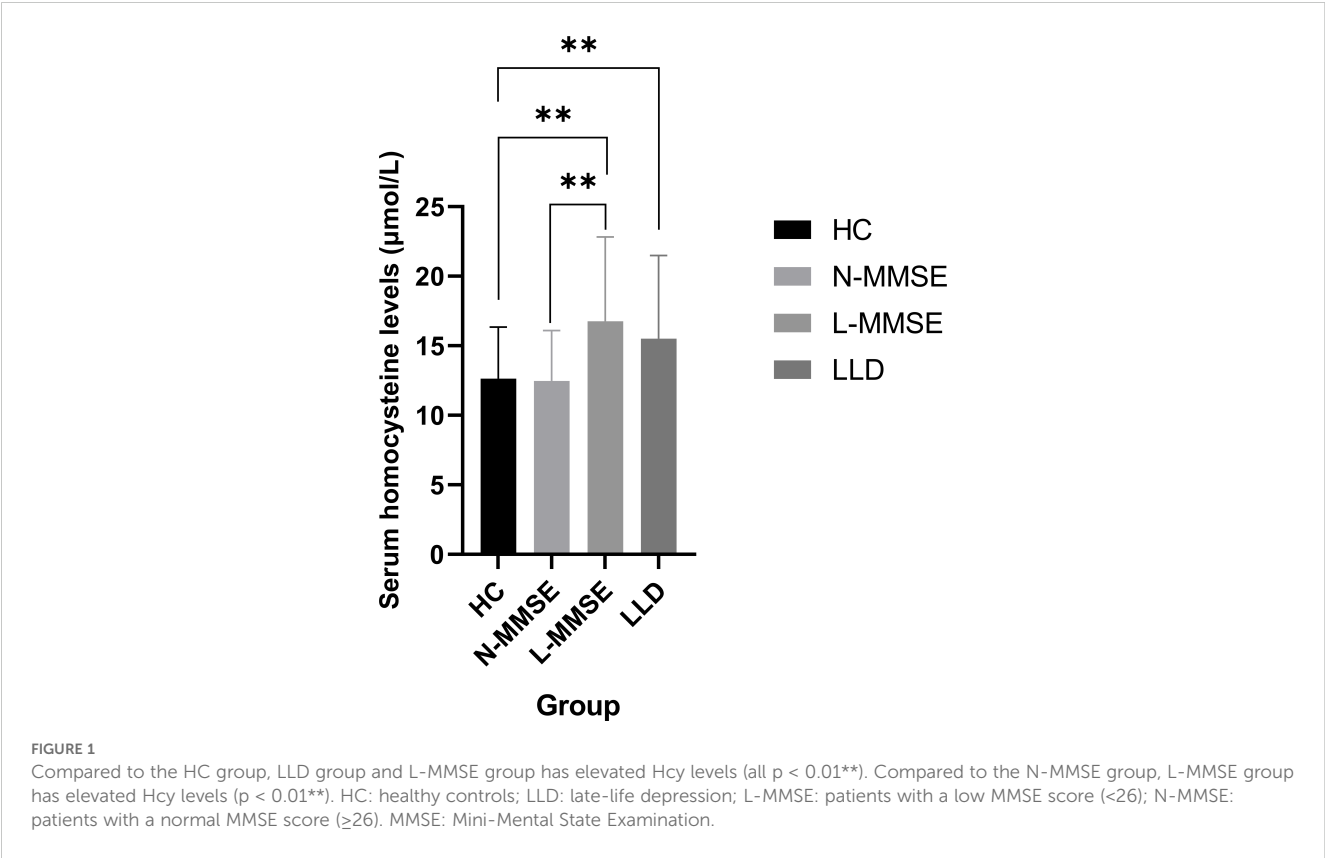 **
**
**
Serum homocysteine levels (µmol/L)
25
20
15
10
5
0
HC
N-MMSE
L-MMSE
LLD
Group
HC
N-MMSE
L-MMSE
LLD
FIGURE 1
Compared to the HC group, LLD group and L-MMSE group has elevated Hcy levels (all p < 0.01**). Compared to the N-MMSE group, L-MMSE group
has elevated Hcy levels (p < 0.01**). HC: healthy controls; LLD: late-life depression; L-MMSE: patients with a low MMSE score (<26); N-MMSE:
patients with a normal MMSE score (≥26). MMSE: Mini-Mental State Examination.